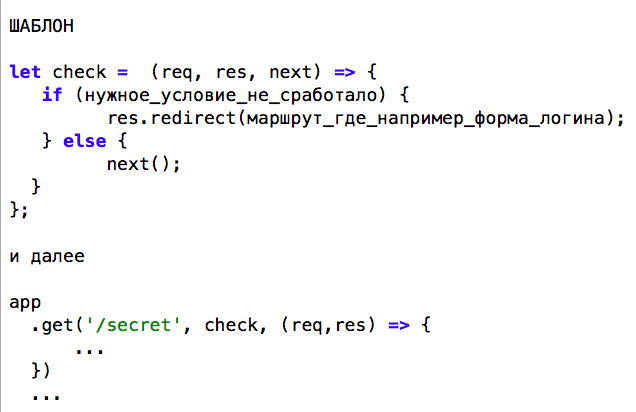 ШАБЛОН
let check =  (req, res, next) => {
   if (нужное_условие_не_сработало) {
         res.redirect(маршрут_где_например_форма_логина);
   } else {
         next();
  }
};
и далее
app
  .get('/secret', check, (req,res) => {
      ...
  })
  ...